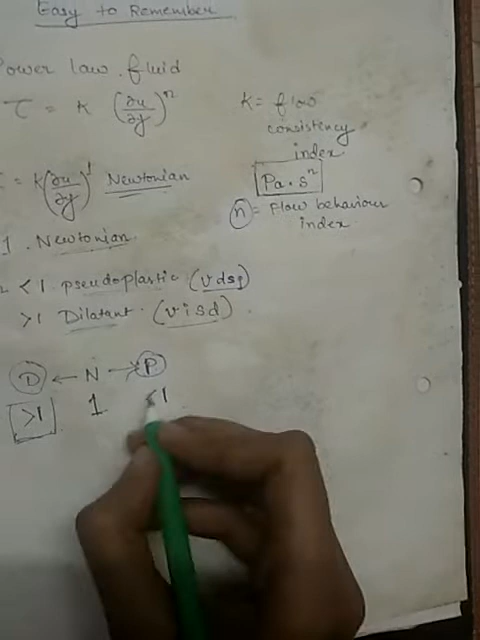 Easy to Remember
Power law fluid
τ = K (∂u/∂y)^n
K = flow
consistency
index
Pa.s^n
n = Flow behaviour
index
= K(∂u/∂y)^1 Newtonian
1 . Newtonian
< 1 pseudoplastic (vdsp)
>1 Dilatant (visd)
D ← N → P
>1 1 <1